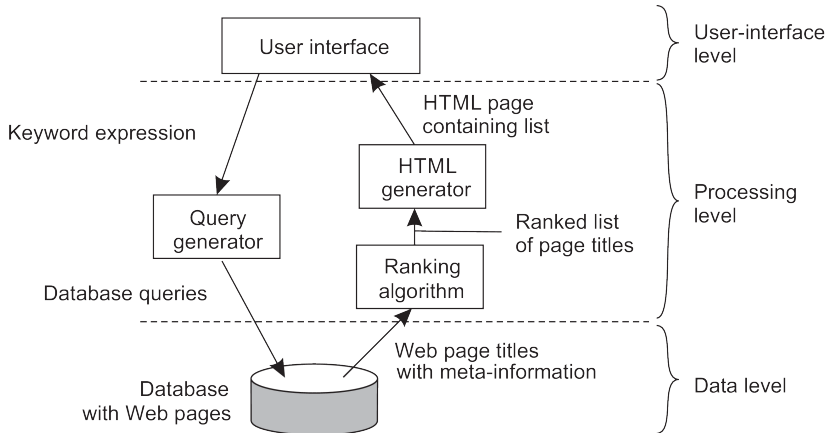 User interface
User-interface
level
Keyword expression
HTML page
containing list
HTML
generator
Query
generator
Ranked list
of page titles
Processing
level
Ranking
algorithm
Database queries
Web page titles
with meta-information
Database
with Web pages
Data level